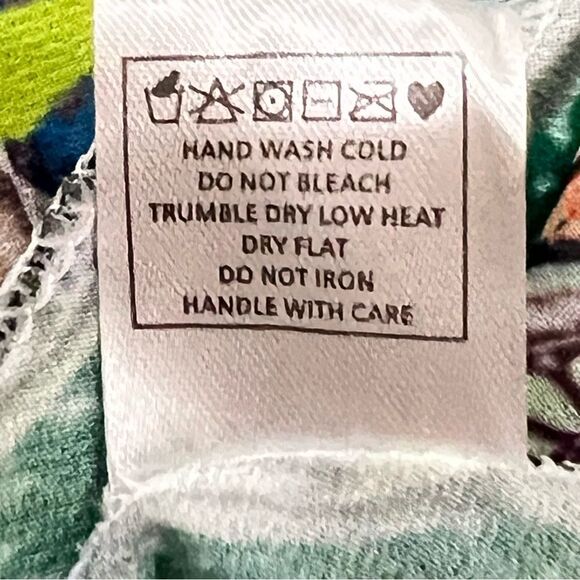 HAND WASH COLD
DO NOT BLEACH
TRUMBLE DRY LOW HEAT
DRY FLAT
DO NOT IRON
HANDLE WITH CARE